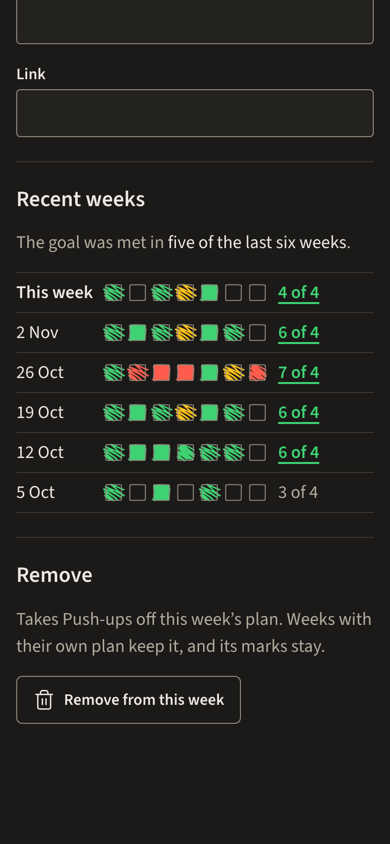 Link
Recent weeks
The goal was met in five of the last six weeks.
This week 4 of 4
2 Nov 6 of 4
26 Oct 7 of 4
19 Oct 6 of 4
12 Oct 6 of 4
5 Oct 3 of 4
Remove
Takes Push-ups off this week’s plan. Weeks with
their own plan keep it, and its marks stay.
Remove from this week